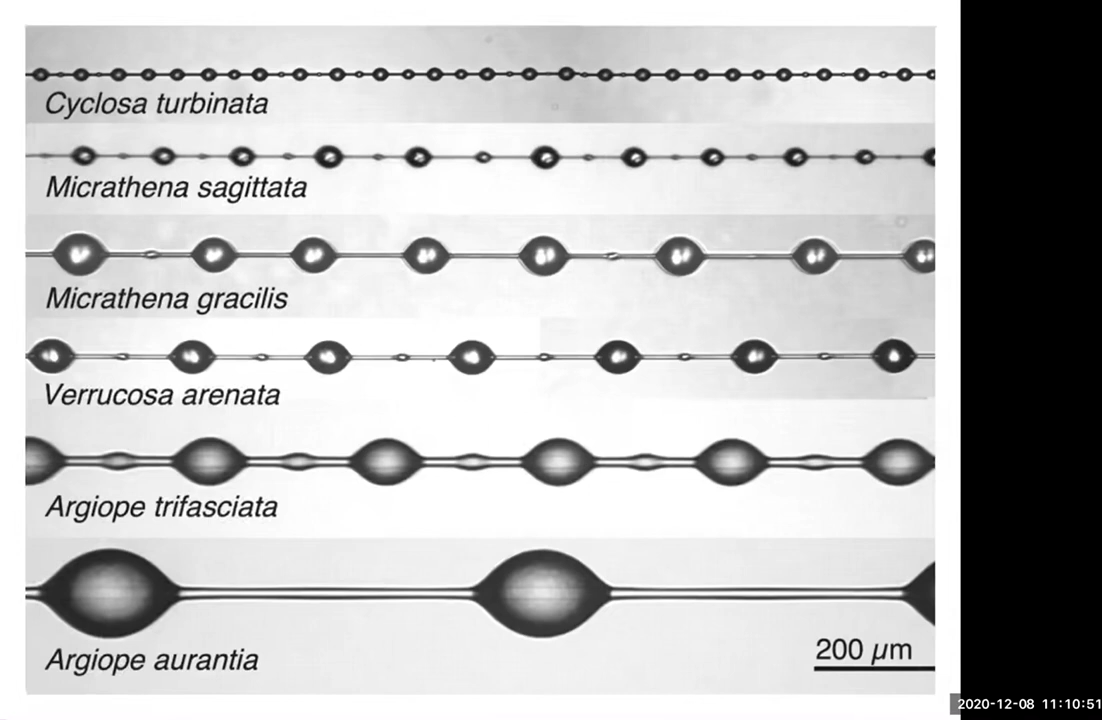 Cyclosa turbinata
Micrathena sagittata
Micrathena gracilis
Verrucosa arenata
Argiope trifasciata
Argiope aurantia
200 µm
2020-12-08 11:10:51